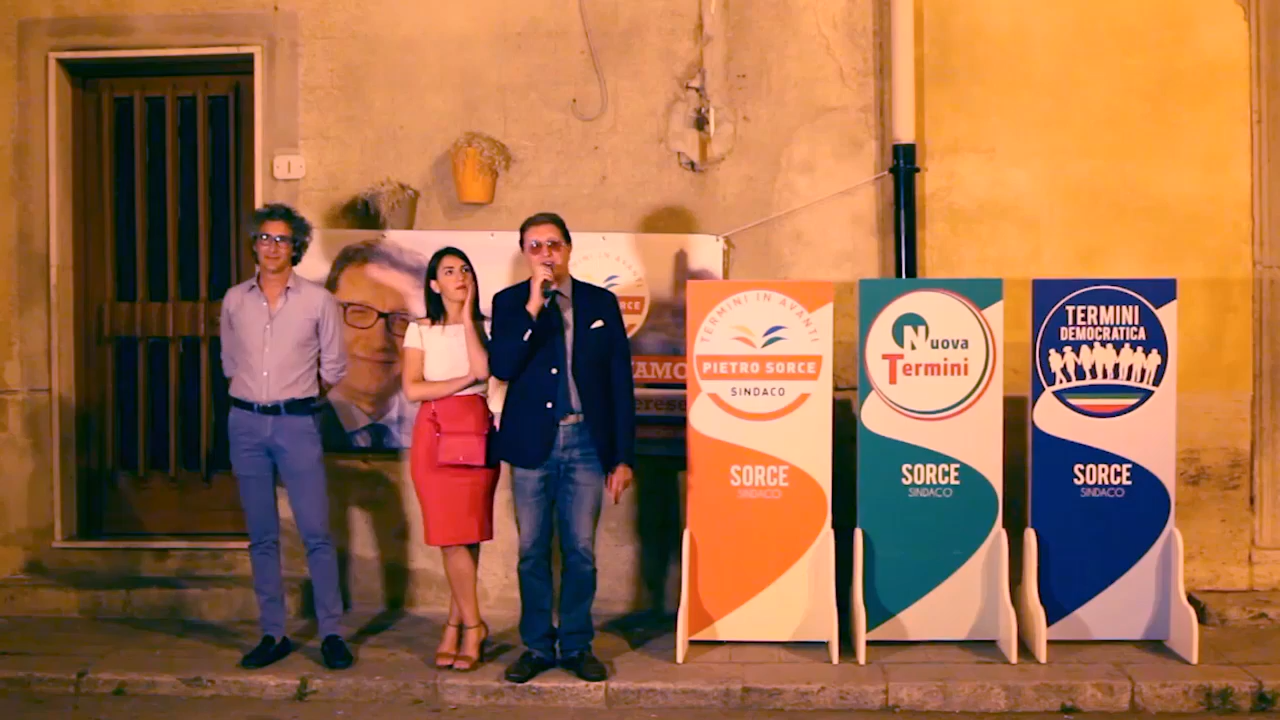 TERMINI IN AVANTI
PIETRO SORCE
SINDACO
SORCE
SINDACO
Nuova
Termini
SORCE
SINDACO
TERMINI
DEMOCRATICA
SORCE
SINDACO